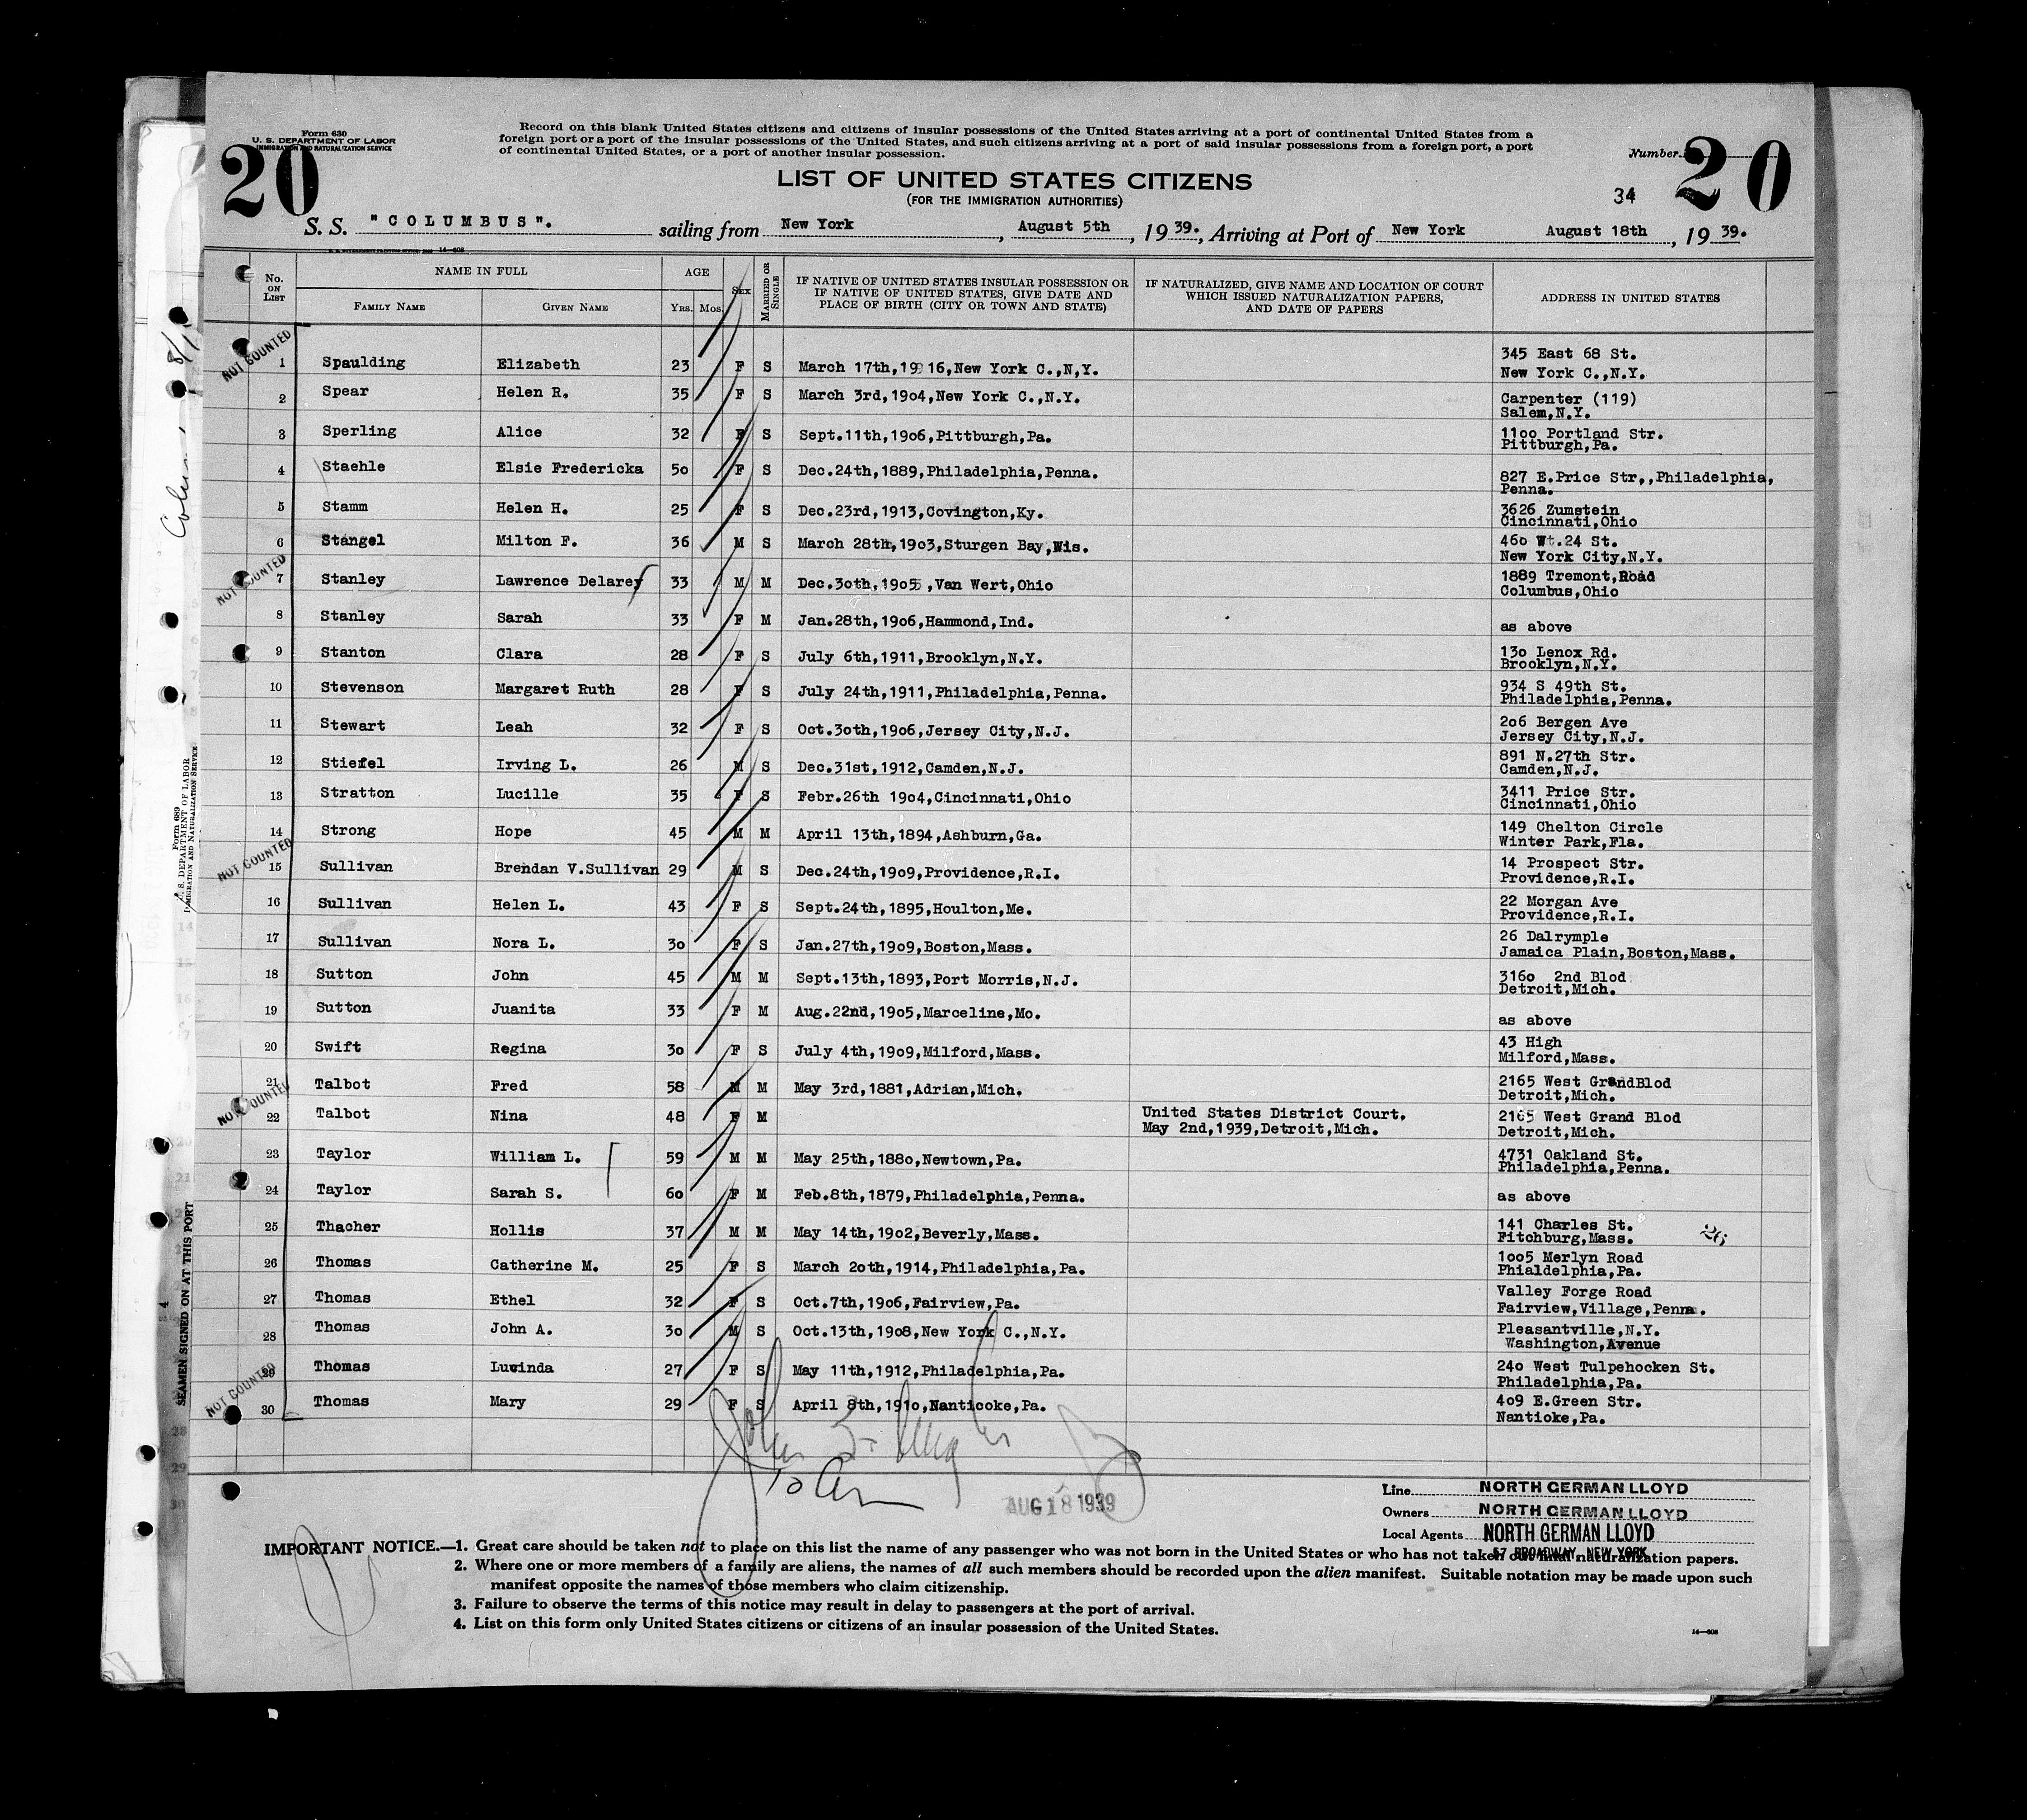 Form 630
U. S. DEPARTMENT OF LABOR
IMMIGRATION AND NATURALIZATION SERVICE
20
Record on this blank United States citizens and citizens of insular possessions of the United States arriving at a port of continental United States from a
foreign port or a port of the insular possessions of the United States, and such citizens arriving at a port of said insular possessions from a foreign port, a port
of continental United States, or a port of another insular possession.
Number 20
LIST OF UNITED STATES CITIZENS
(FOR THE IMMIGRATION AUTHORITIES)
34
S. S. "COLUMBUS". sailing from New York, August 5th, 1939., Arriving at Port of New York August 18th, 1939.
14—608
No. ON LIST NAME IN FULL AGE SEX MARRIED OR SINGLE IF NATIVE OF UNITED STATES INSULAR POSSESSION OR IF NATIVE OF UNITED STATES, GIVE DATE AND PLACE OF BIRTH (CITY OR TOWN AND STATE) IF NATURALIZED, GIVE NAME AND LOCATION OF COURT WHICH ISSUED NATURALIZATION PAPERS, AND DATE OF PAPERS ADDRESS IN UNITED STATES
FAMILY NAME GIVEN NAME YRS. MOS.
NOT COUNTED
1 Spaulding Elizabeth 23 F S March 17th,1916,New York C.,N,Y. 345 East 68 St.
New York C.,N.Y.
2 Spear Helen R. 35 F S March 3rd,1904,New York C.,N.Y. Carpenter (119)
Salem,N.Y.
3 Sperling Alice 32 F S Sept.11th,1906,Pittburgh,Pa. 1100 Portland Str.
Pittburgh,Pa.
4 Staehle Elsie Fredericka 50 F S Dec.24th,1889,Philadelphia,Penna. 827 E.Price Str,,Philadelphia,
Penna.
5 Stamm Helen H. 25 F S Dec.23rd,1913,Covington,Ky. 3626 Zumstein
Cincinnati,Ohio
6 Stangel Milton F. 36 M S March 28th,1903,Sturgen Bay,Wis. 460 Wt.24 St.
New York City,N.Y.
NOT COUNTED
7 Stanley Lawrence Delarey 33 M M Dec.30th,1905,Van Wert,Ohio 1889 Tremont,Road
Columbus,Ohio
8 Stanley Sarah 33 F M Jan.28th,1906,Hammond,Ind. as above
9 Stanton Clara 28 F S July 6th,1911,Brooklyn,N.Y. 130 Lenox Rd.
Brooklyn,N.Y.
10 Stevenson Margaret Ruth 28 F S July 24th,1911,Philadelphia,Penna. 934 S 49th St.
Philadelphia,Penna.
11 Stewart Leah 32 F S Oct.30th,1906,Jersey City,N.J. 206 Bergen Ave
Jersey City,N.J.
12 Stiefel Irving L. 26 M S Dec.31st,1912,Camden,N.J. 891 N.27th Str.
Camden,N.J.
13 Stratton Lucille 35 F S Febr.26th 1904,Cincinnati,Ohio 3411 Price Str.
Cincinnati,Ohio
14 Strong Hope 45 M M April 13th,1894,Ashburn,Ga. 149 Chelton Circle
Winter Park,Fla.
NOT COUNTED
15 Sullivan Brendan V.Sullivan 29 M S Dec.24th,1909,Providence,R.I. 14 Prospect Str.
Providence,R.I.
16 Sullivan Helen L. 43 F S Sept.24th,1895,Houlton,Me. 22 Morgan Ave
Providence,R.I.
17 Sullivan Nora L. 30 F S Jan.27th,1909,Boston,Mass. 26 Dalrymple
Jamaica Plain,Boston,Mass.
18 Sutton John 45 M M Sept.13th,1893,Port Morris,N.J. 3160 2nd Blod
Detroit,Mich.
19 Sutton Juanita 33 F M Aug.22nd,1905,Marceline,Mo. as above
20 Swift Regina 30 F S July 4th,1909,Milford,Mass. 43 High
Milford,Mass.
21 Talbot Fred 58 M M May 3rd,1881,Adrian,Mich. 2165 West GrandBlod
Detroit,Mich.
NOT COUNTED
22 Talbot Nina 48 F M United States District Court. 2165 West Grand Blod
May 2nd,1939,Detroit,Mich. Detroit,Mich.
23 Taylor William L. 59 M M May 25th,1880,Newtown,Pa. 4731 Oakland St.
Philadelphia,Penna.
24 Taylor Sarah S. 60 F M Feb.8th,1879,Philadelphia,Penna. as above
25 Thacher Hollis 37 M M May 14th,1902,Beverly,Mass. 141 Charles St. 26
Fitchburg,Mass.
26 Thomas Catherine M. 25 F S March 20th,1914,Philadelphia,Pa. 1005 Merlyn Road
Phialdelphia,Pa.
27 Thomas Ethel 32 F S Oct.7th,1906,Fairview,Pa. Valley Forge Road
Fairview,Village,Penna.
28 Thomas John A. 30 M S Oct.13th,1908,New York C.,N.Y. Pleasantville,N.Y.
Washington,Avenue
29 Thomas Luvinda 27 F S May 11th,1912,Philadelphia,Pa. 240 West Tulpehocken St.
Philadelphia,Pa.
NOT COUNTED
30 Thomas Mary 29 F S April 8th,1910,Nanticoke,Pa. 409 E.Green Str.
Nantioke,Pa.
AUG 18 1939
Line NORTH GERMAN LLOYD
Owners NORTH GERMAN LLOYD
Local Agents NORTH GERMAN LLOYD
57 BROADWAY, NEW YORK
IMPORTANT NOTICE.—1. Great care should be taken not to place on this list the name of any passenger who was not born in the United States or who has not taken out final naturalization papers.
2. Where one or more members of a family are aliens, the names of all such members should be recorded upon the alien manifest. Suitable notation may be made upon such
manifest opposite the names of those members who claim citizenship.
3. Failure to observe the terms of this notice may result in delay to passengers at the port of arrival.
4. List on this form only United States citizens or citizens of an insular possession of the United States.
14—608
Form 689
U. S. DEPARTMENT OF LABOR
IMMIGRATION AND NATURALIZATION SERVICE
SEAMEN SIGNED ON AT THIS PORT